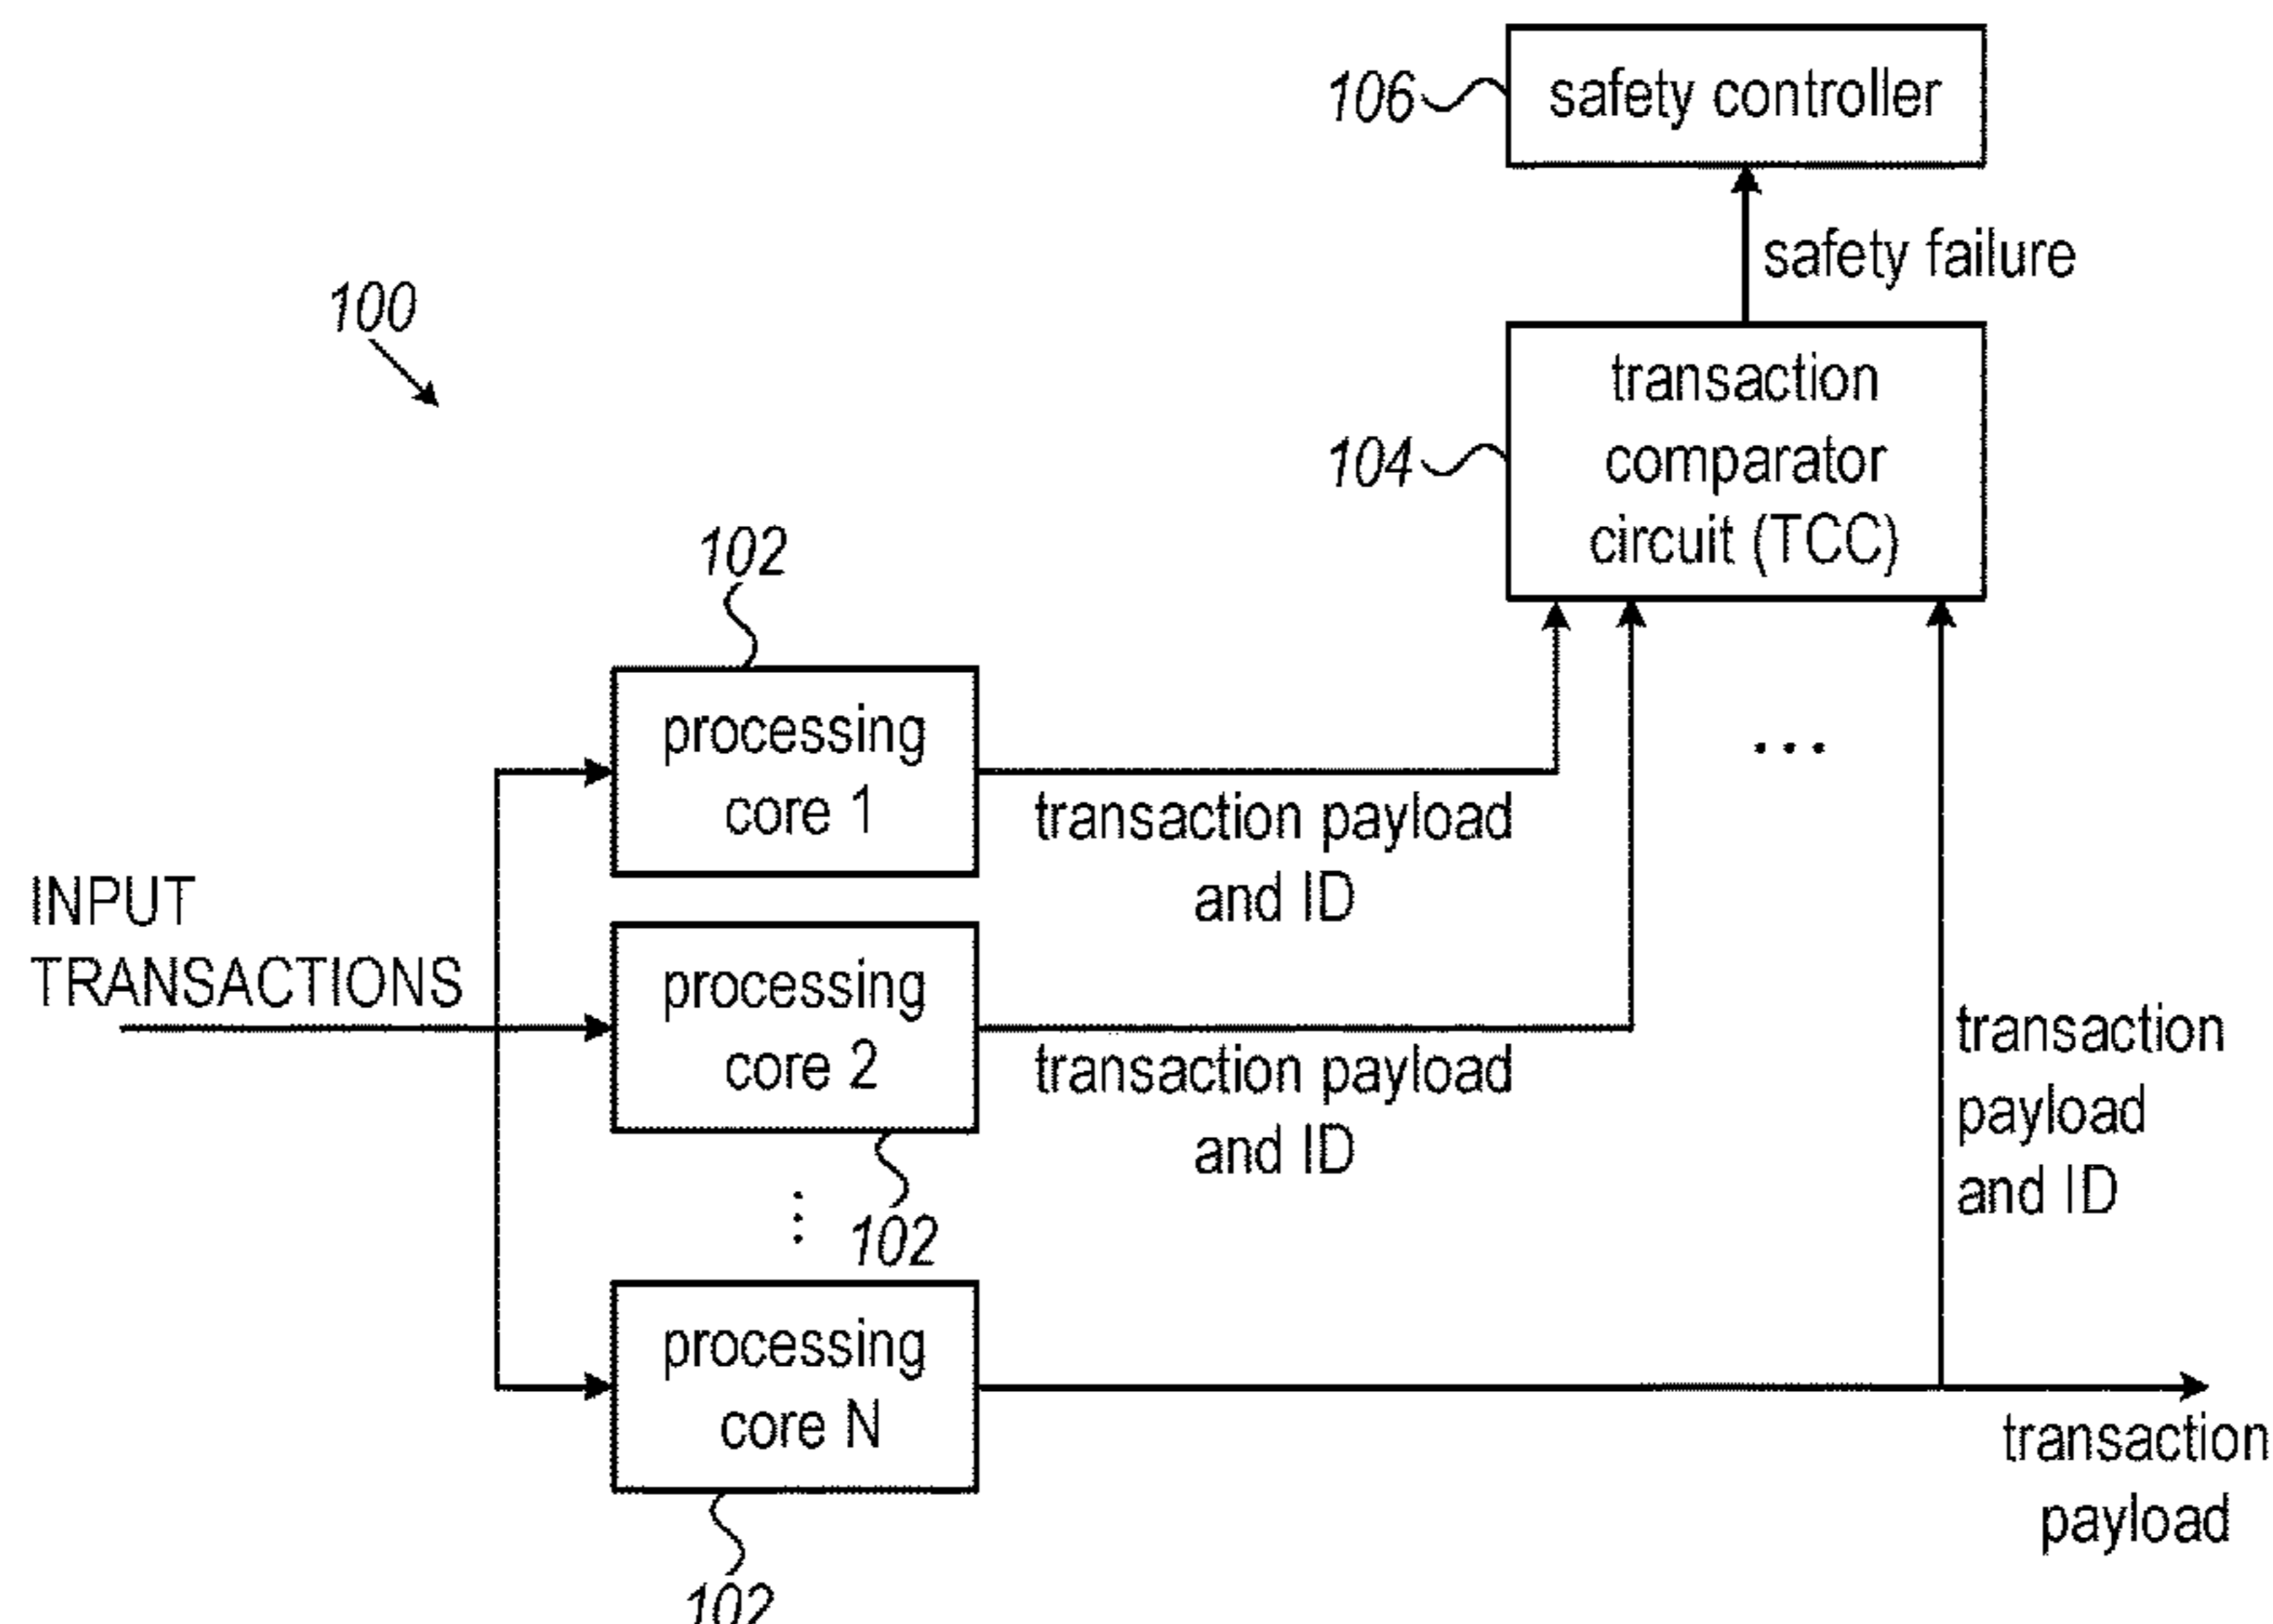 106
safety controller
safety failure
100
104
transaction
comparator
circuit (TCC)
102
processing
core 1
transaction payload
and ID
INPUT
TRANSACTIONS
processing
core 2
transaction payload
and ID
102
transaction
payload
and ID
processing
core N
transaction
payload
102